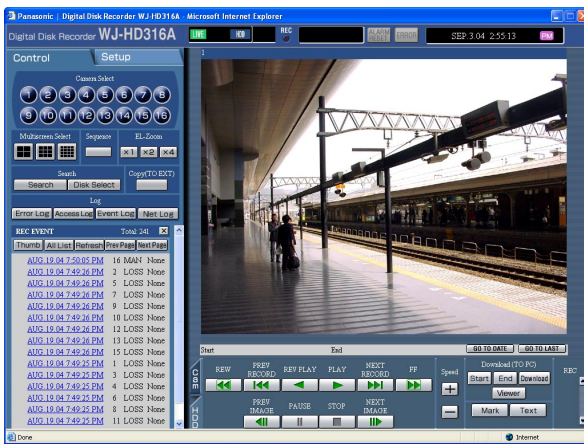 Panasonic | Digital Disk Recorder WJ-HD316A - Microsoft Internet Explorer
Digital Disk Recorder WJ-HD316A
LIVE HDD REC ALARM RESET ERROR SEP.3.04 2:55:13 PM
Control Setup
1
Camera Select
1 2 3 4 5 6 7 8
9 10 11 12 13 14 15 16
Multiscreen Select Sequence EL-Zoom
×1 ×2 ×4
Search Copy(TO EXT)
Search Disk Select
Log
Error Log Access Log Event Log Net Log
REC EVENT Total: 241
Thumb All List Refresh Prev Page Next Page
AUG.19.04 7:50:05 PM 16 MAN None
AUG.19.04 7:49:26 PM 2 LOSS None
AUG.19.04 7:49:26 PM 5 LOSS None
AUG.19.04 7:49:26 PM 7 LOSS None
AUG.19.04 7:49:26 PM 9 LOSS None
AUG.19.04 7:49:26 PM 10 LOSS None
AUG.19.04 7:49:26 PM 12 LOSS None
AUG.19.04 7:49:26 PM 13 LOSS None
AUG.19.04 7:49:26 PM 15 LOSS None
AUG.19.04 7:49:25 PM 1 LOSS None
AUG.19.04 7:49:25 PM 3 LOSS None
AUG.19.04 7:49:25 PM 4 LOSS None
AUG.19.04 7:49:25 PM 6 LOSS None
AUG.19.04 7:49:25 PM 8 LOSS None
AUG.19.04 7:49:25 PM 11 LOSS None
Start End GO TO DATE GO TO LAST
Cam
REW PREV RECORD REV PLAY PLAY NEXT RECORD FF
Speed
Download (TO PC)
Start End Download
Viewer
REC
HDD
PREV IMAGE PAUSE STOP NEXT IMAGE
Mark Text
Done Internet